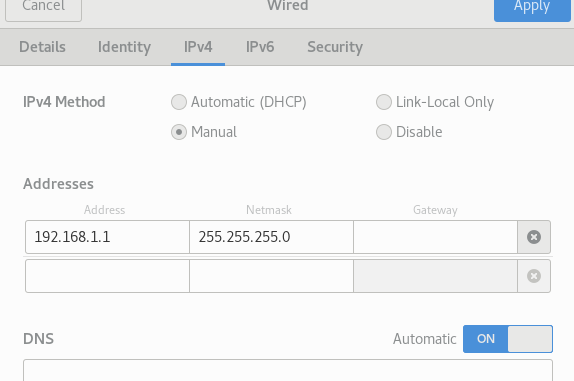 Cancel
Wired
Apply
Details Identity IPv4 IPv6 Security
IPv4 Method
Automatic (DHCP)
Link-Local Only
Manual
Disable
Addresses
Address Netmask Gateway
192.168.1.1 255.255.255.0
DNS
Automatic
ON